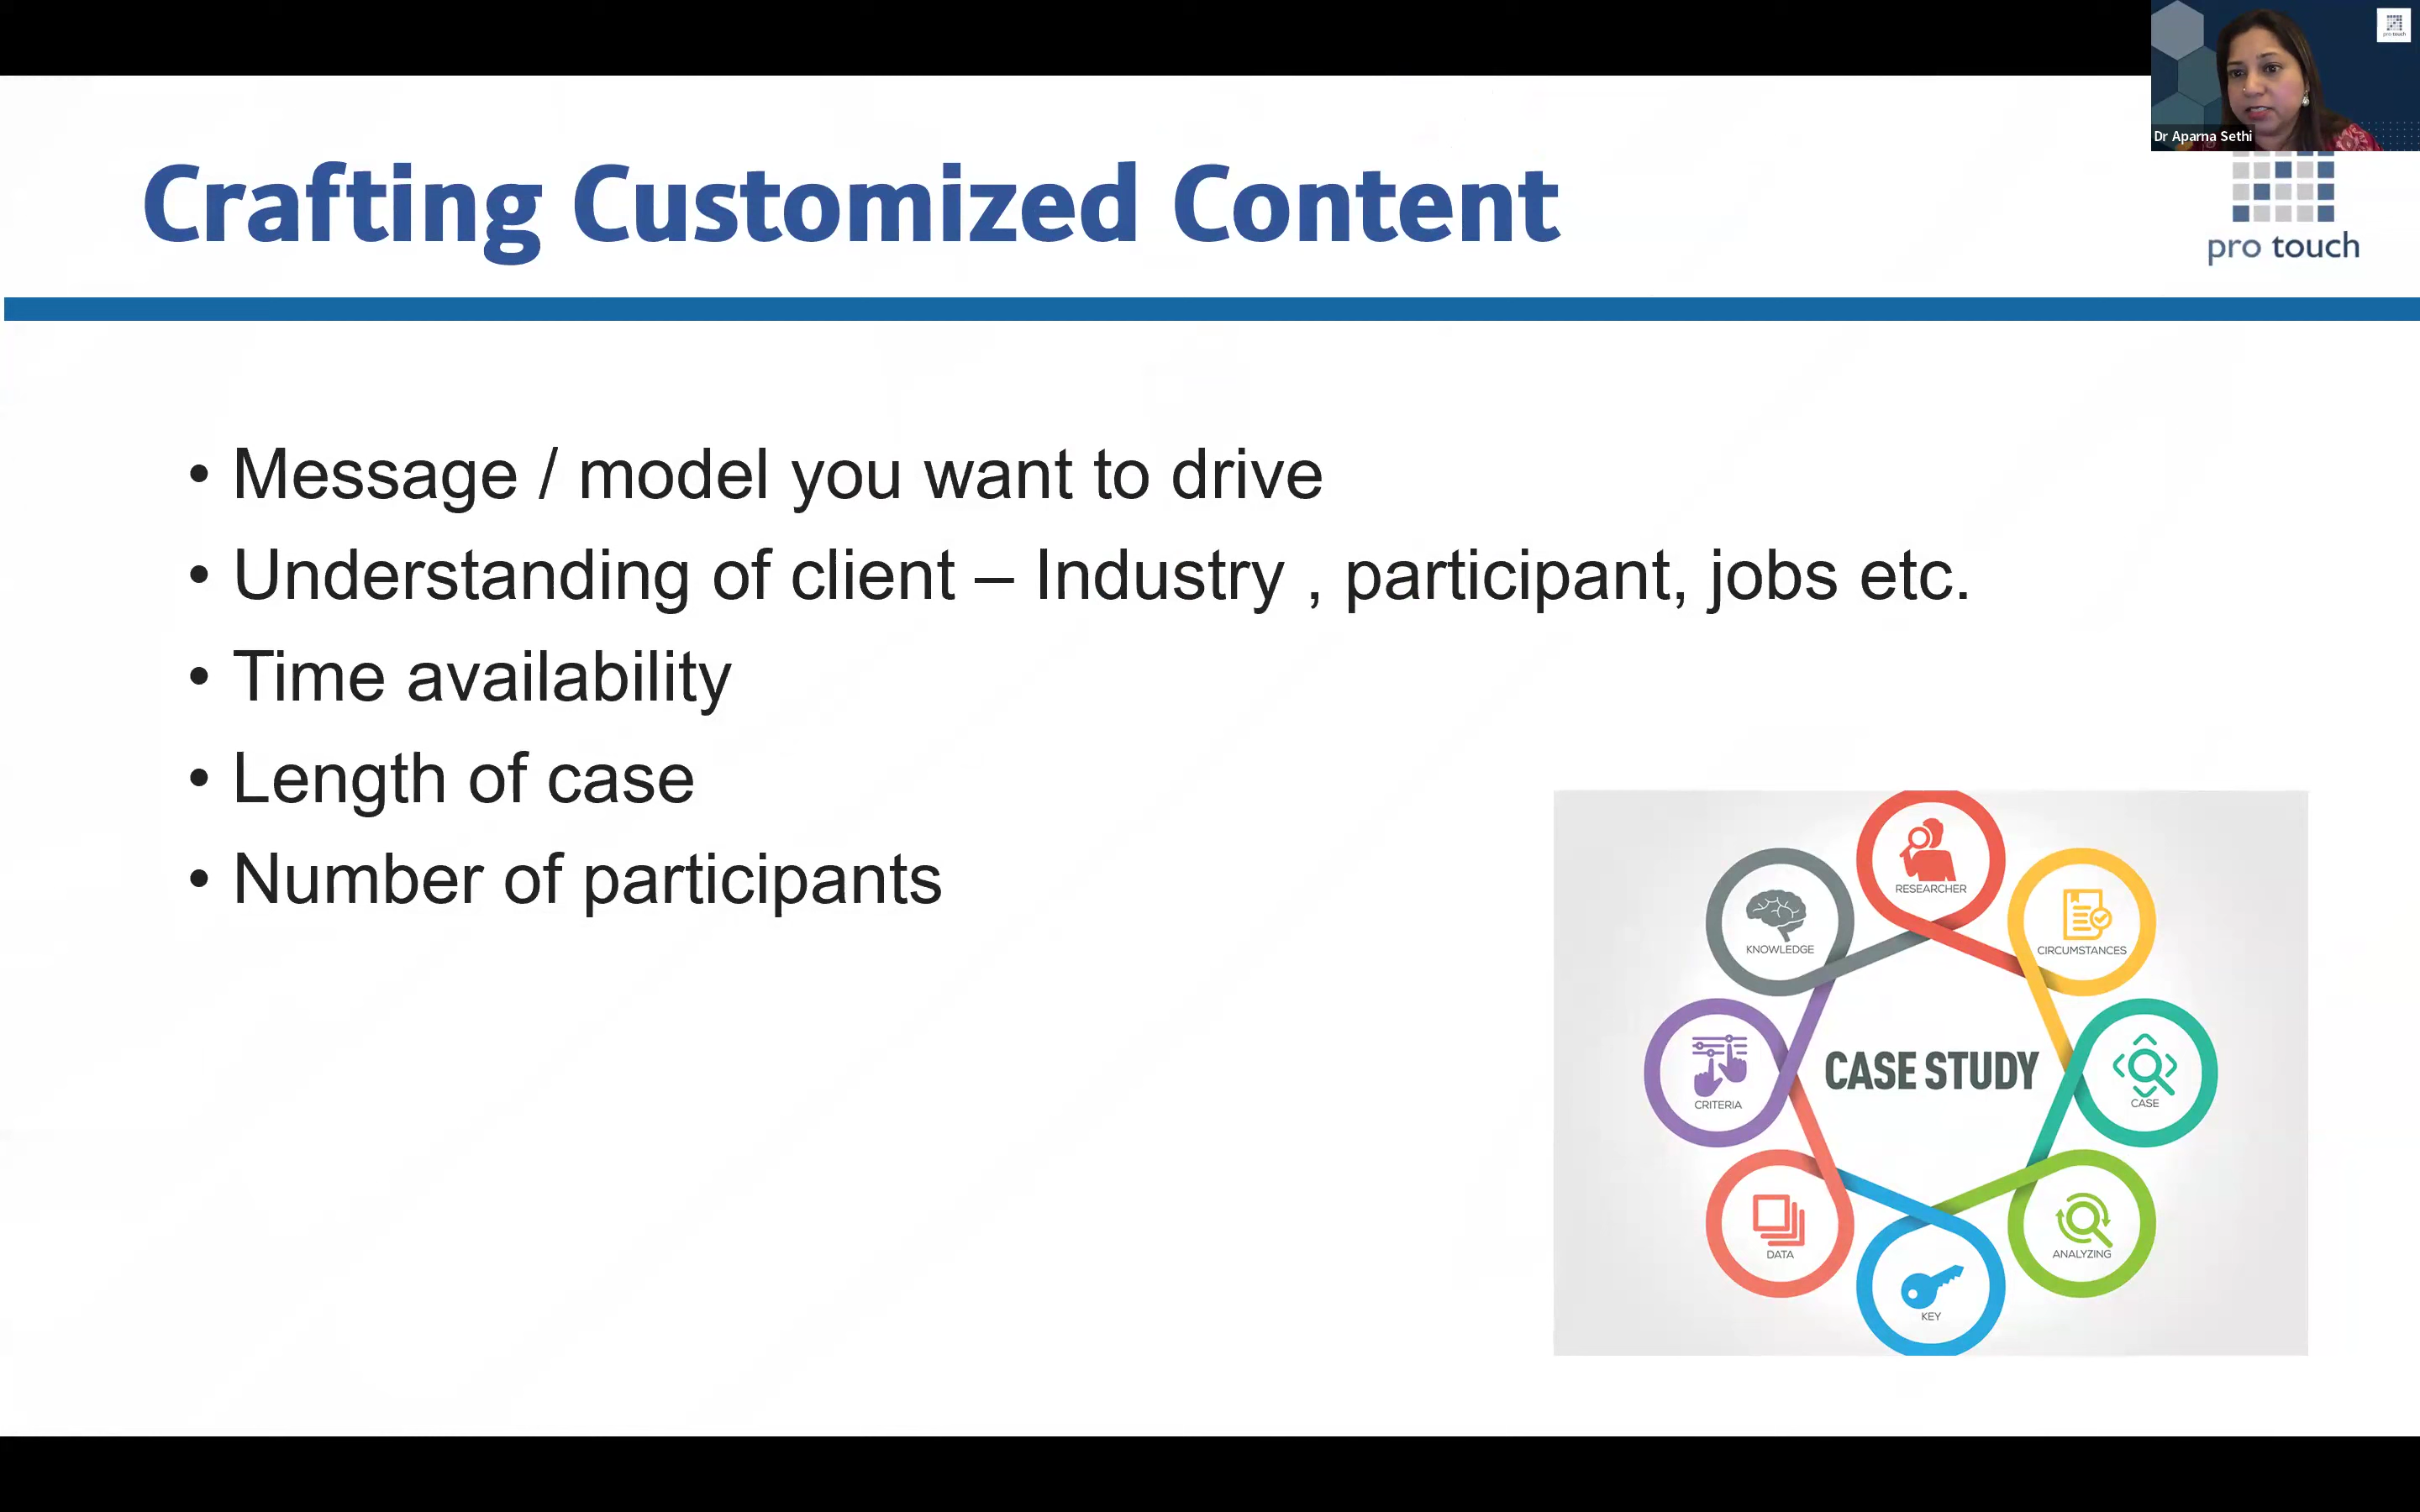 Dr Aparna Sethi
pro touch
Crafting Customized Content
pro touch
• Message / model you want to drive
• Understanding of client – Industry , participant, jobs etc.
• Time availability
• Length of case
• Number of participants
RESEARCHER
KNOWLEDGE
CIRCUMSTANCES
CRITERIA
CASE STUDY
CASE
DATA
ANALYZING
KEY